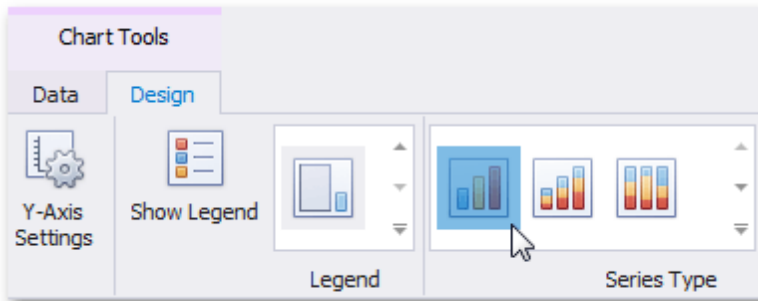 Chart Tools
Data Design
Y-Axis
Settings
Show Legend
Legend
Series Type